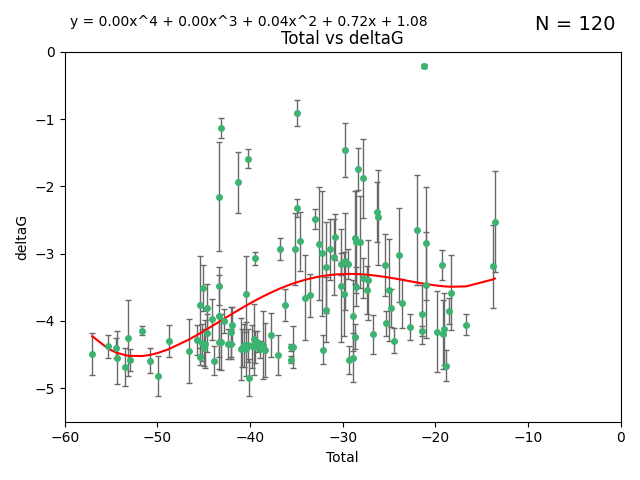 y = 0.00x^4 + 0.00x^3 + 0.04x^2 + 0.72x + 1.08
N = 120
Total vs deltaG
0
−1
−2
−3
−4
−5
deltaG
−60 −50 −40 −30 −20 −10 0
Total